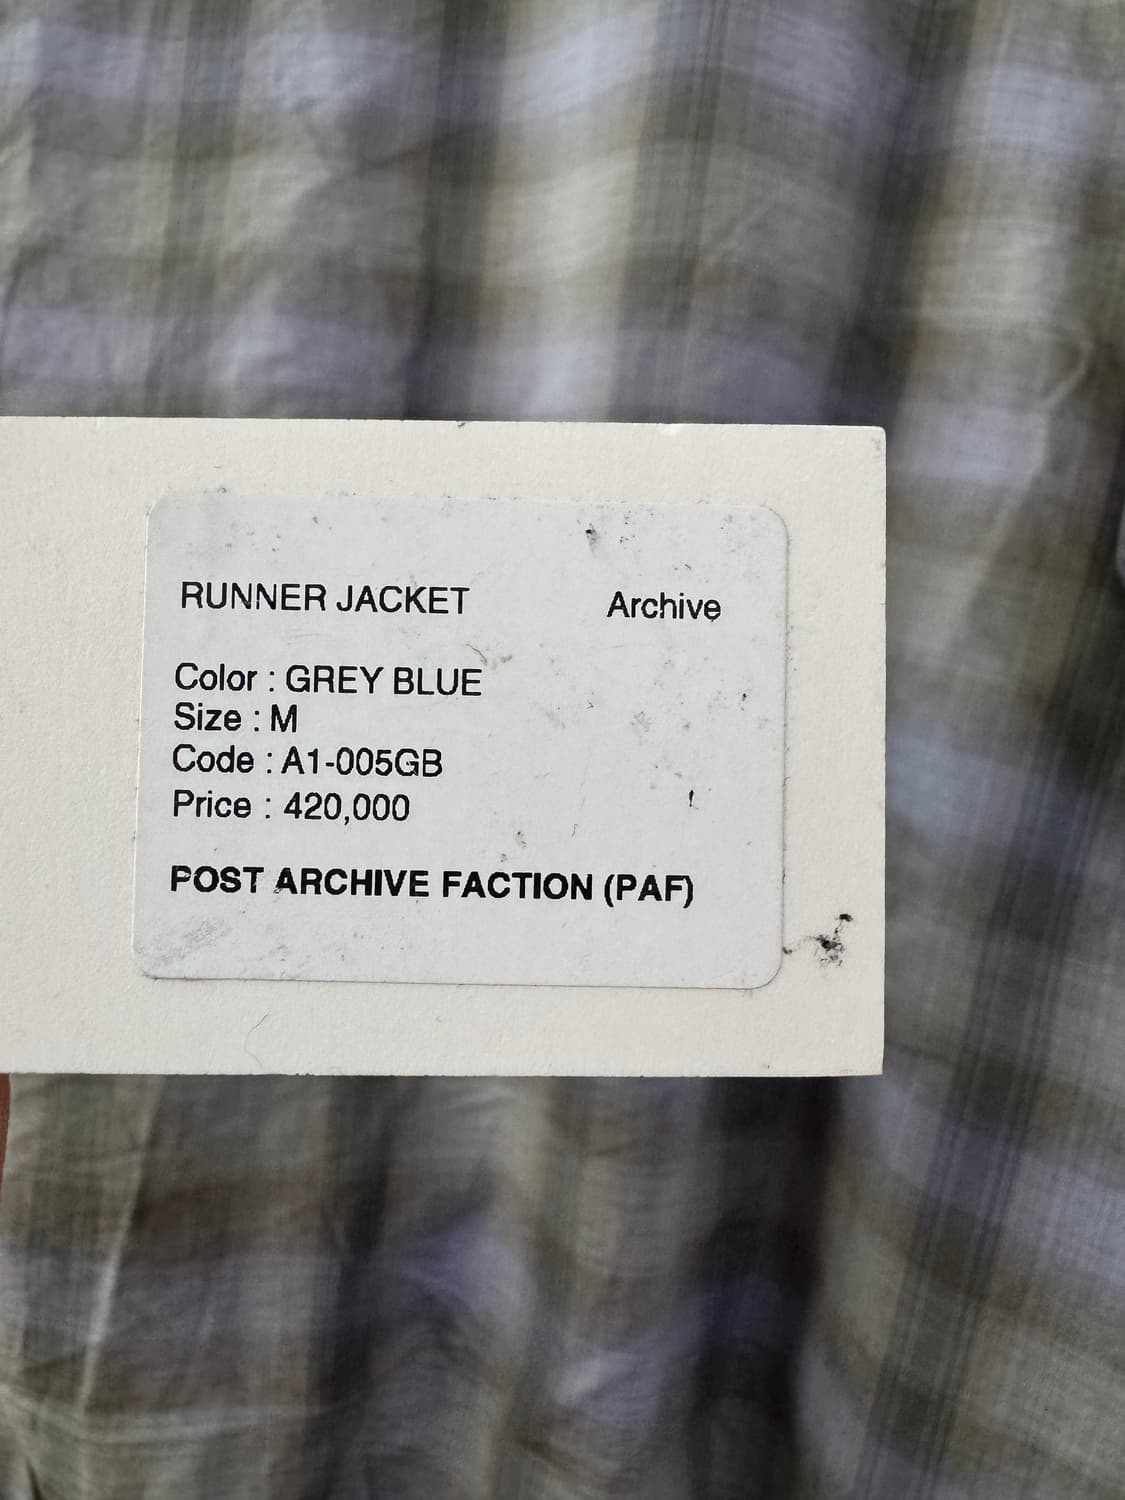 RUNNER JACKET Archive
Color : GREY BLUE
Size : M
Code : A1-005GB
Price : 420,000
POST ARCHIVE FACTION (PAF)